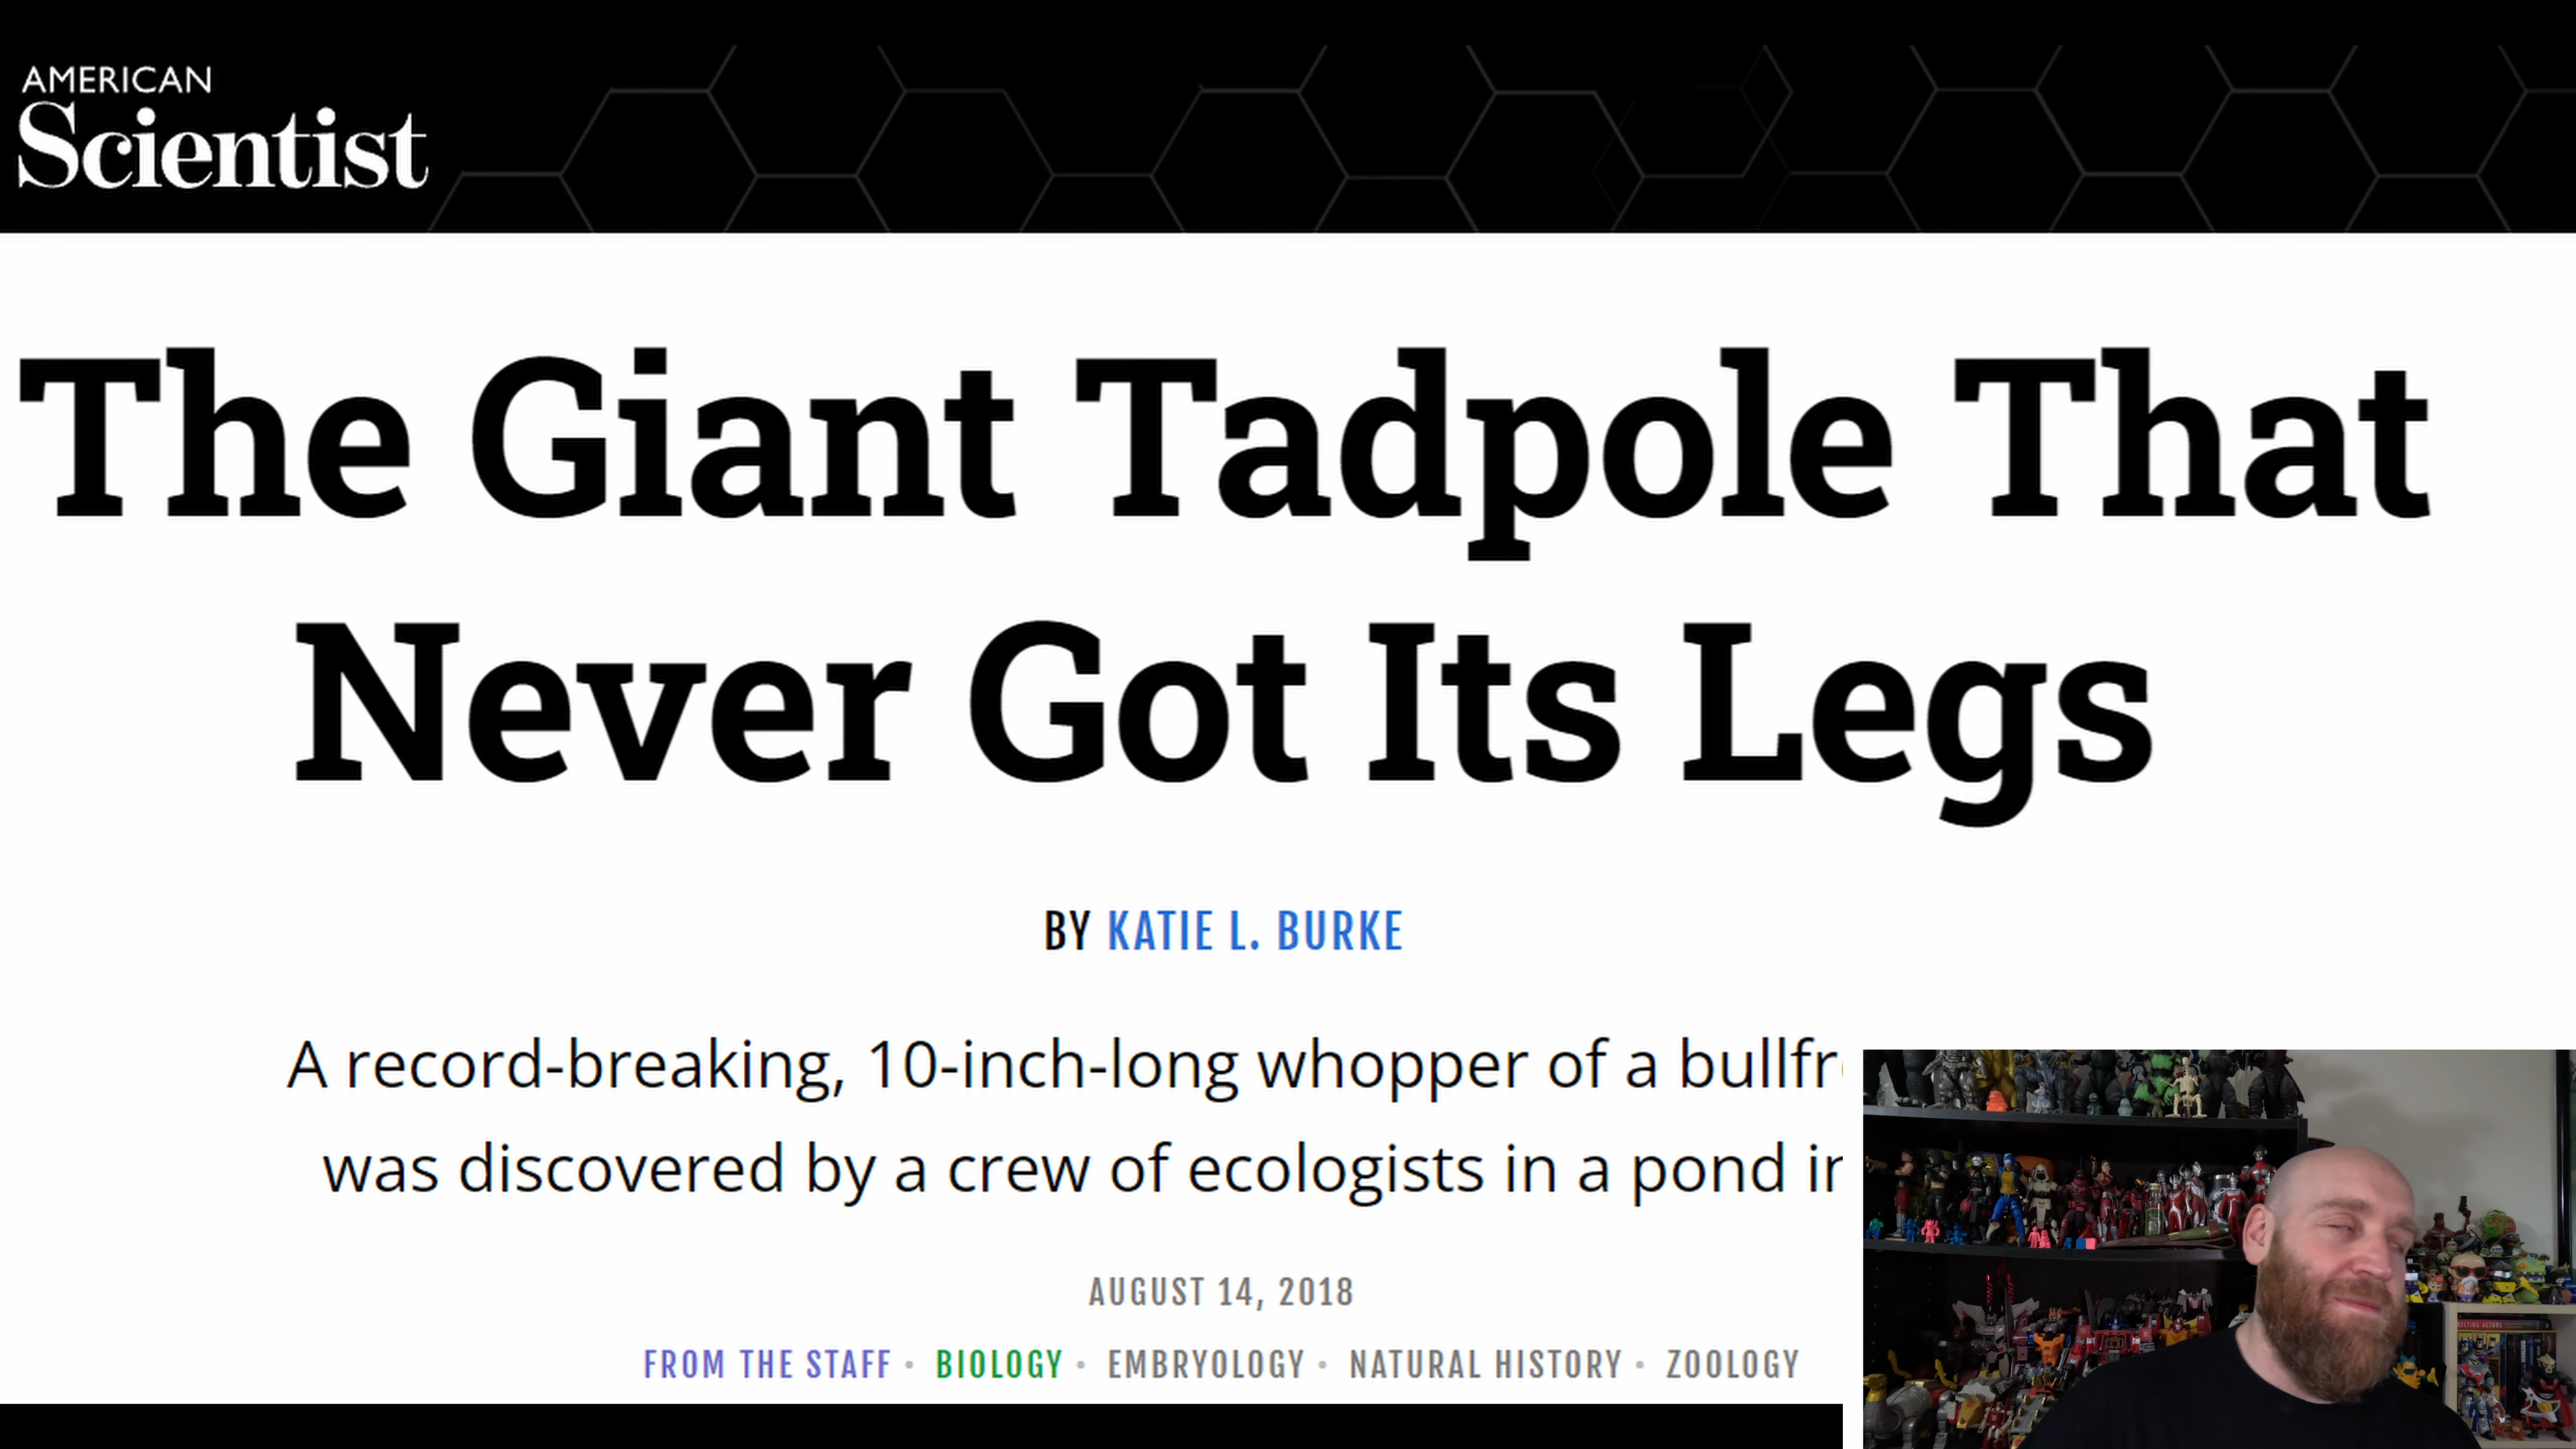 AMERICAN
Scientist
The Giant Tadpole That
Never Got Its Legs
BY KATIE L. BURKE
A record-breaking, 10-inch-long whopper of a bullfr
was discovered by a crew of ecologists in a pond in
AUGUST 14, 2018
FROM THE STAFF • BIOLOGY • EMBRYOLOGY • NATURAL HISTORY • ZOOLOGY